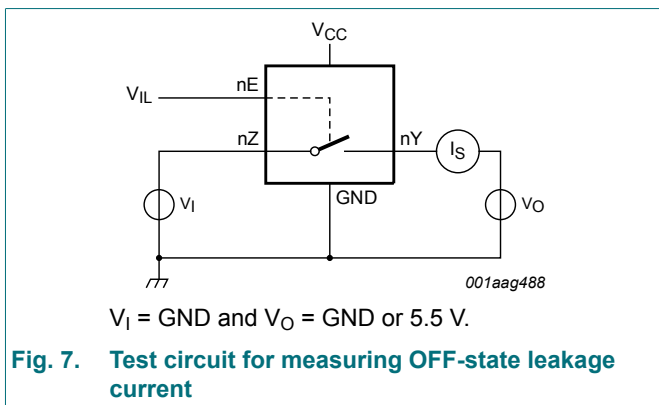 VCC
nE
VIL
nZ
nY
IS
GND
VI
VO
001aag488
VI = GND and VO = GND or 5.5 V.
Fig. 7. Test circuit for measuring OFF-state leakage
current